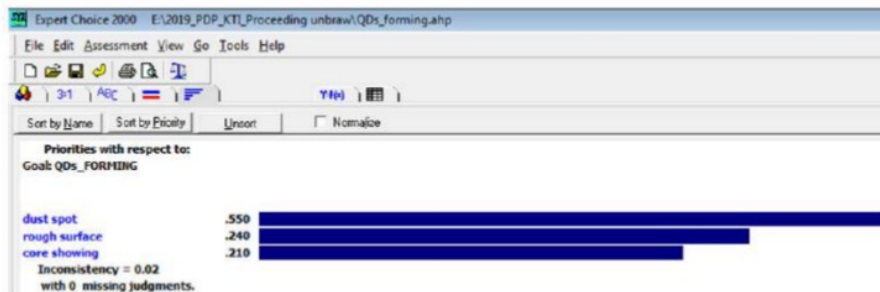 Expert Choice 2000 E:\2019_PDP_KTI_Proceeding unbraw\QDs_forming.ahp
File Edit Assessment View Go Tools Help
3:1 ABC Y=f(x)
Sort by Name Sort by Priority Unsort Normalize
Priorities with respect to:
Goal: QDs_FORMING
dust spot .550
rough surface .240
core showing .210
Inconsistency = 0.02
with 0 missing judgments.